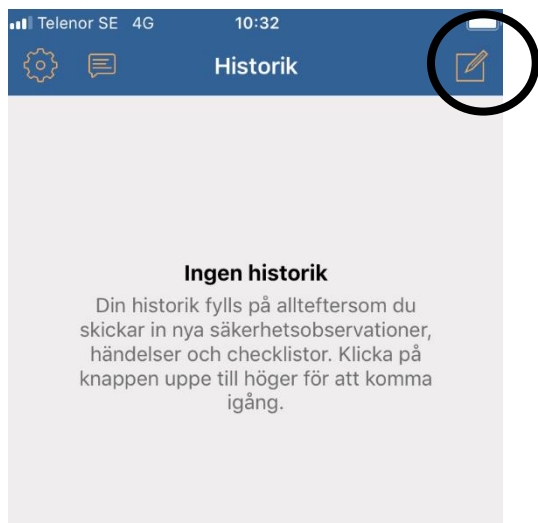 Telenor SE 4G 10:32
Historik
Ingen historik
Din historik fylls på allteftersom du
skickar in nya säkerhetsobservationer,
händelser och checklistor. Klicka på
knappen uppe till höger för att komma
igång.